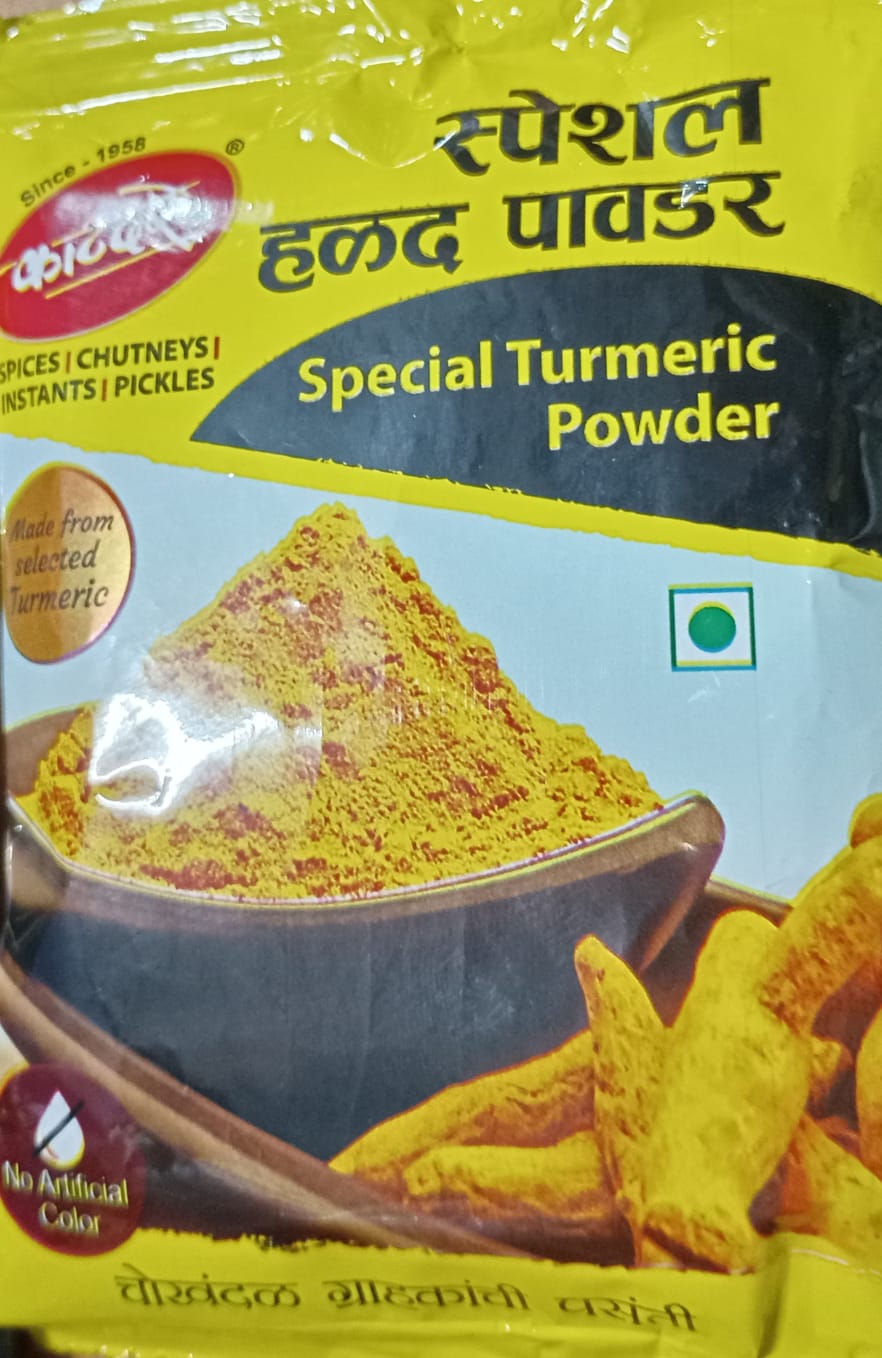 Since - 1958
®
स्पेशल
हळद पावडर
SPICES | CHUTNEYS |
INSTANTS | PICKLES
Special Turmeric
Powder
Made from
selected
Turmeric
No Artificial
Color
चोखंदळ ग्राहकांची पसंती